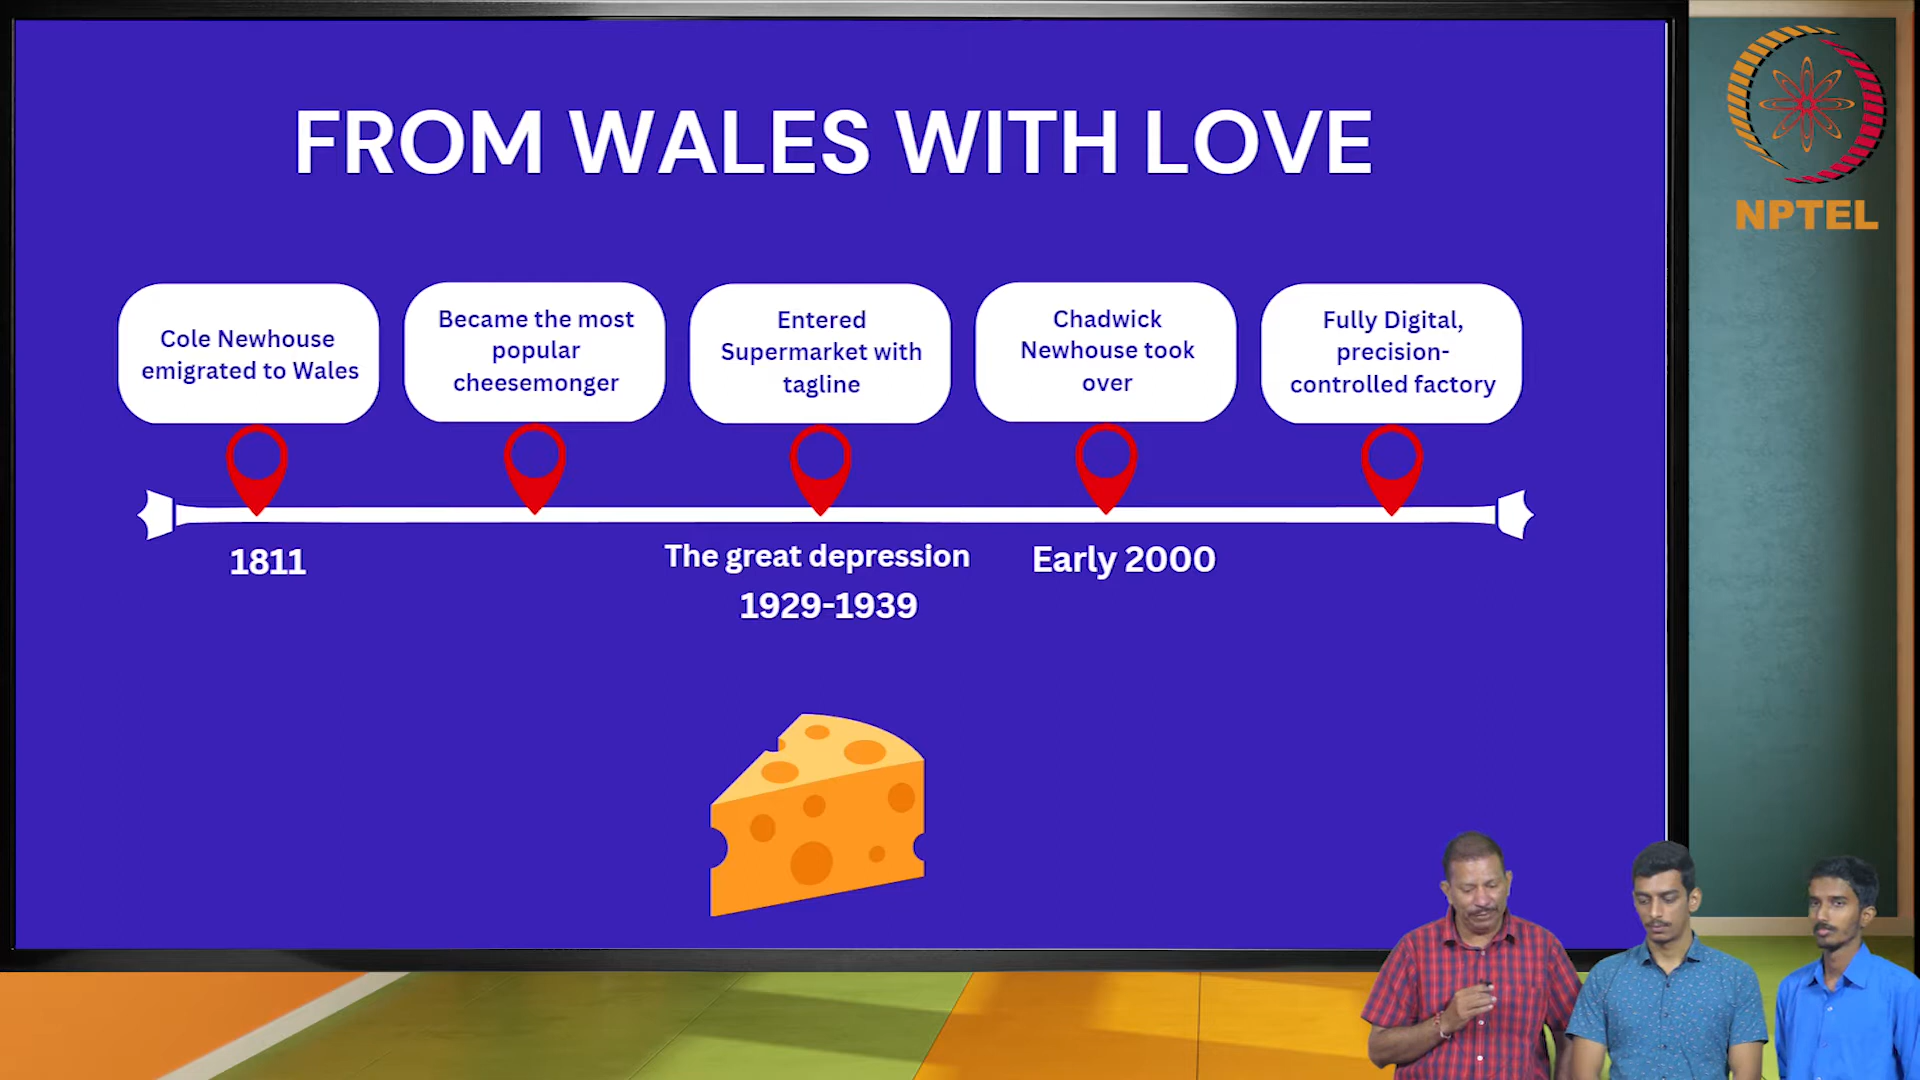 FROM WALES WITH LOVE
NPTEL
Cole Newhouse
emigrated to Wales
Became the most
popular
cheesemonger
Entered
Supermarket with
tagline
Chadwick
Newhouse took
over
Fully Digital,
precision-
controlled factory
1811
The great depression
1929-1939
Early 2000